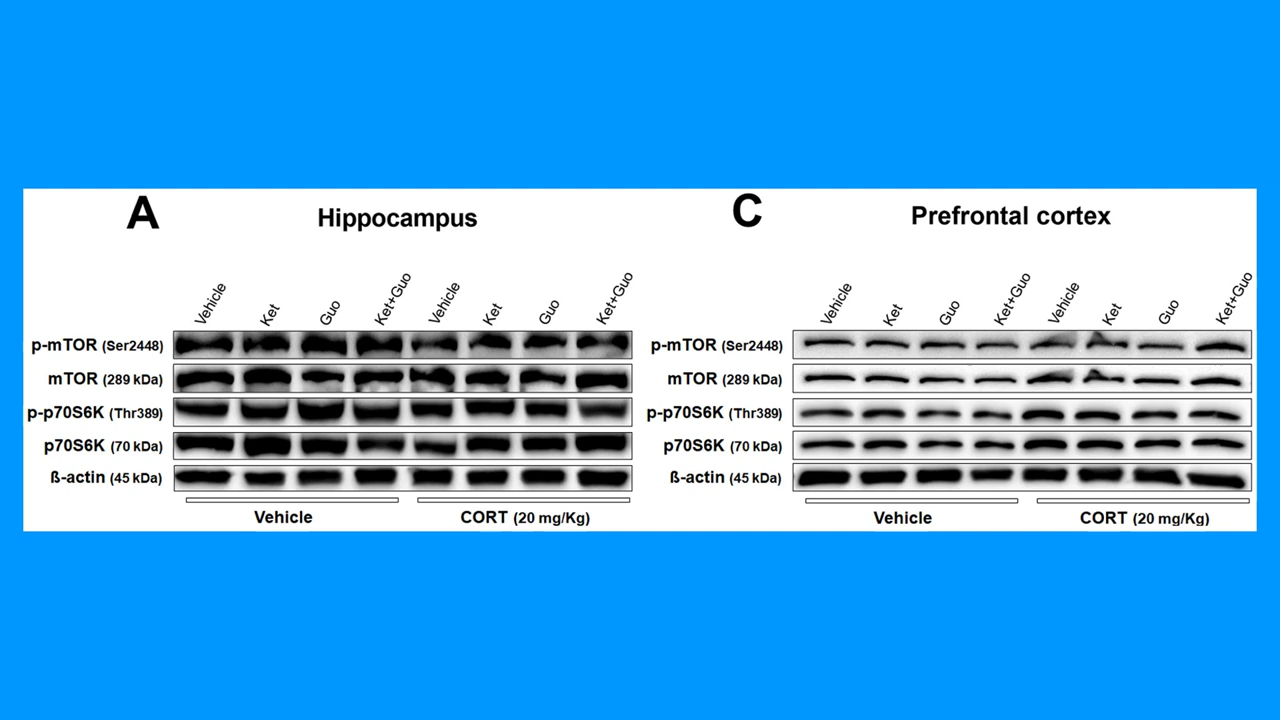 A
Hippocampus
Vehicle Ket Guo Ket+Guo Vehicle Ket Guo Ket+Guo
p-mTOR (Ser2448)
mTOR (289 kDa)
p-p70S6K (Thr389)
p70S6K (70 kDa)
ß-actin (45 kDa)
Vehicle CORT (20 mg/Kg)
C
Prefrontal cortex
Vehicle Ket Guo Ket+Guo Vehicle Ket Guo Ket+Guo
p-mTOR (Ser2448)
mTOR (289 kDa)
p-p70S6K (Thr389)
p70S6K (70 kDa)
ß-actin (45 kDa)
Vehicle CORT (20 mg/Kg)